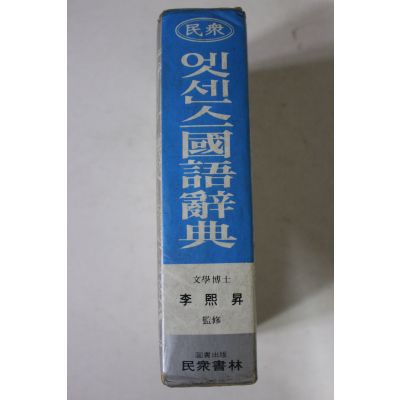 民衆
엣센스國語辭典
文學博士
李熙昇
監修
圖書出版
民衆書林